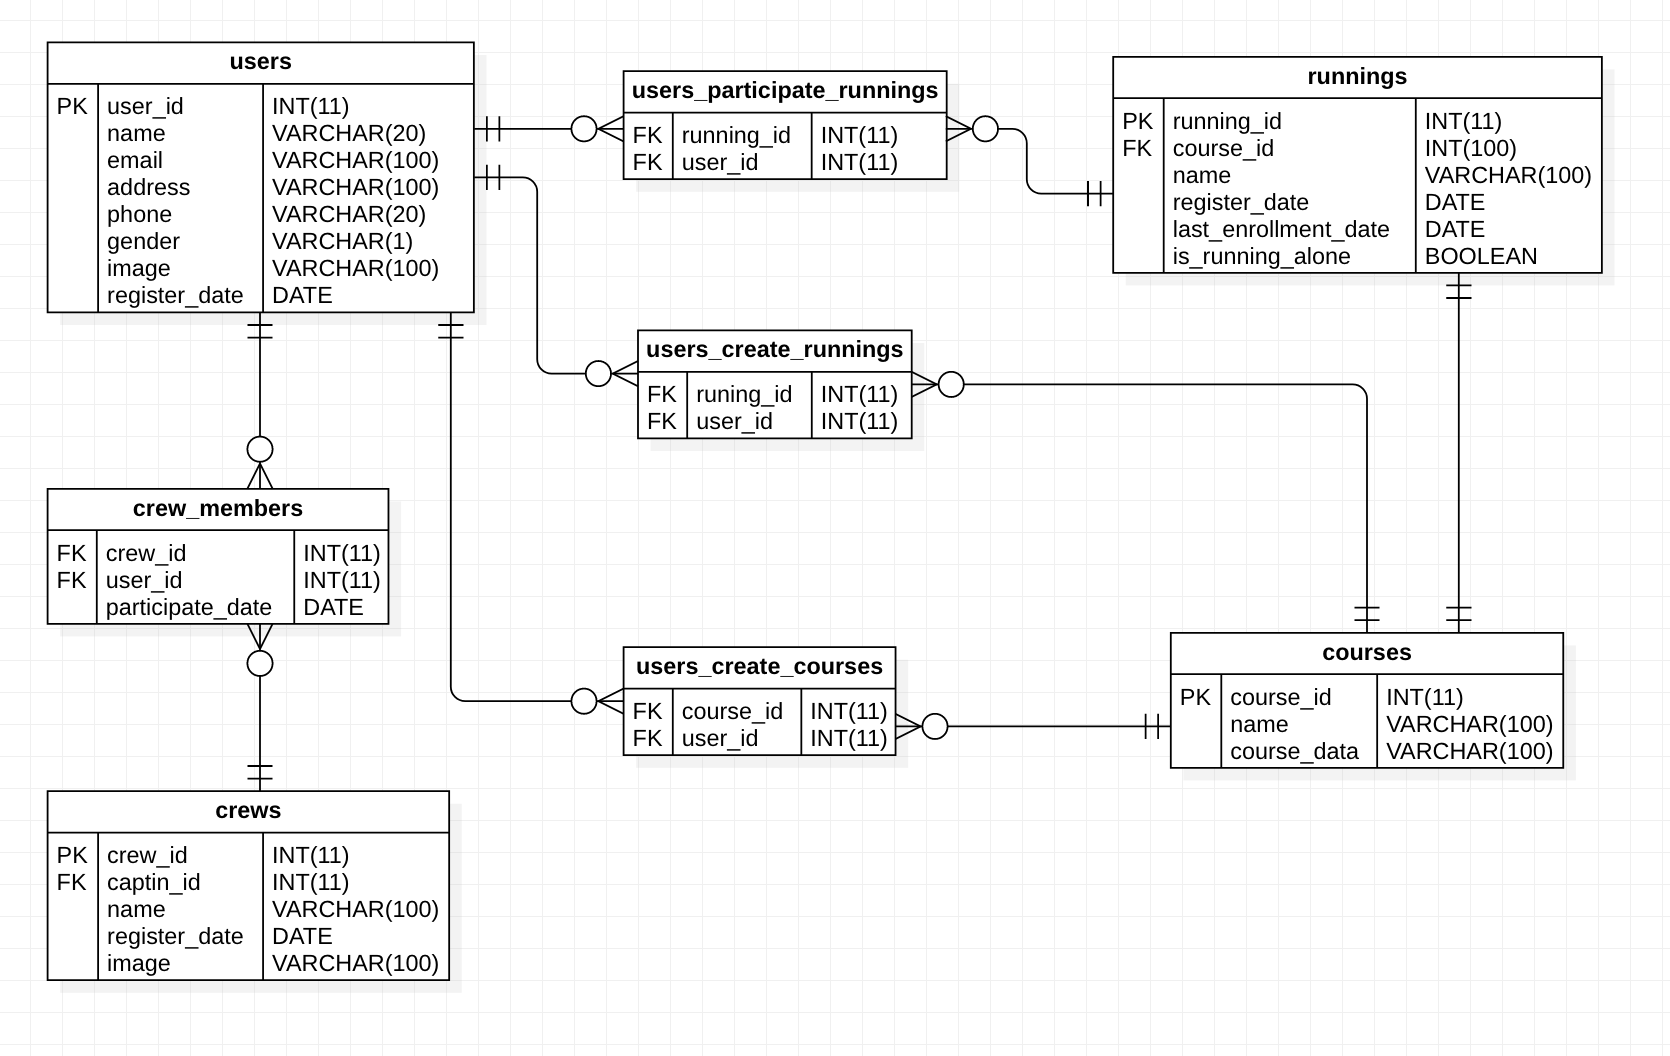 users
PK user_id INT(11)
name VARCHAR(20)
email VARCHAR(100)
address VARCHAR(100)
phone VARCHAR(20)
gender VARCHAR(1)
image VARCHAR(100)
register_date DATE
users_participate_runnings
FK running_id INT(11)
FK user_id INT(11)
runnings
PK running_id INT(11)
FK course_id INT(100)
name VARCHAR(100)
register_date DATE
last_enrollment_date DATE
is_running_alone BOOLEAN
users_create_runnings
FK runing_id INT(11)
FK user_id INT(11)
crew_members
FK crew_id INT(11)
FK user_id INT(11)
participate_date DATE
users_create_courses
FK course_id INT(11)
FK user_id INT(11)
courses
PK course_id INT(11)
name VARCHAR(100)
course_data VARCHAR(100)
crews
PK crew_id INT(11)
FK captin_id INT(11)
name VARCHAR(100)
register_date DATE
image VARCHAR(100)